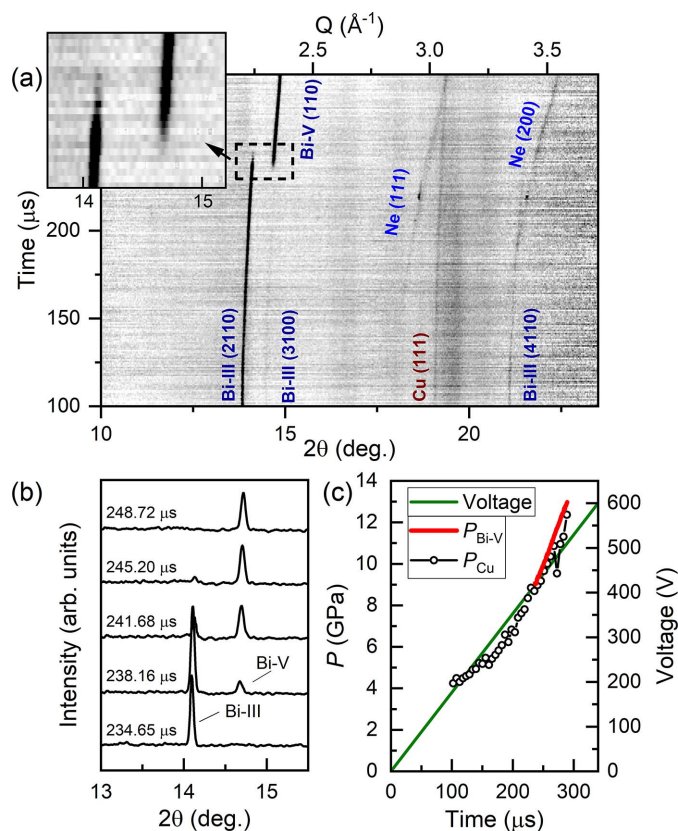 Q (Å⁻¹)
2.5
3.0
3.5
(a)
14
15
Bi-V (110)
Ne (111)
Ne (200)
Bi-III (2110)
Bi-III (3100)
Cu (111)
Bi-III (4110)
Time (μs)
200
150
100
10
15
20
2θ (deg.)
(b)
248.72 μs
245.20 μs
241.68 μs
238.16 μs
234.65 μs
Bi-V
Bi-III
Intensity (arb. units)
13
14
15
2θ (deg.)
(c)
Voltage
P Bi-V
P Cu
P (GPa)
14
12
10
8
6
4
2
0
Voltage (V)
600
500
400
300
200
100
0
0
100
200
300
Time (μs)